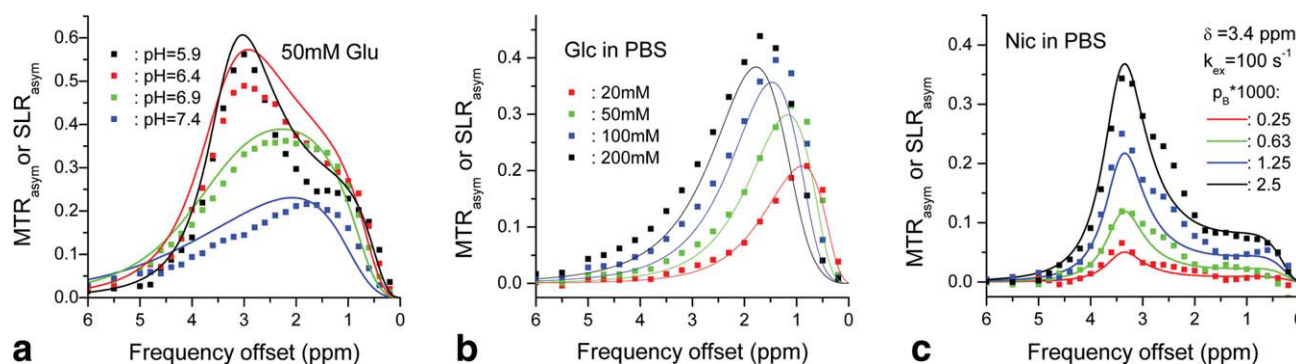 MTRasym or SLRasym
0.6
0.5
0.4
0.3
0.2
0.1
0.0
50mM Glu
: pH=5.9
: pH=6.4
: pH=6.9
: pH=7.4
6 5 4 3 2 1 0
Frequency offset (ppm)
a
MTRasym or SLRasym
0.4
0.3
0.2
0.1
0.0
Glc in PBS
: 20mM
: 50mM
: 100mM
: 200mM
6 5 4 3 2 1 0
Frequency offset (ppm)
b
MTRasym or SLRasym
0.4
0.3
0.2
0.1
0.0
Nic in PBS
δ =3.4 ppm
kex=100 s⁻¹
pB*1000:
: 0.25
: 0.63
: 1.25
: 2.5
6 5 4 3 2 1 0
Frequency offset (ppm)
c